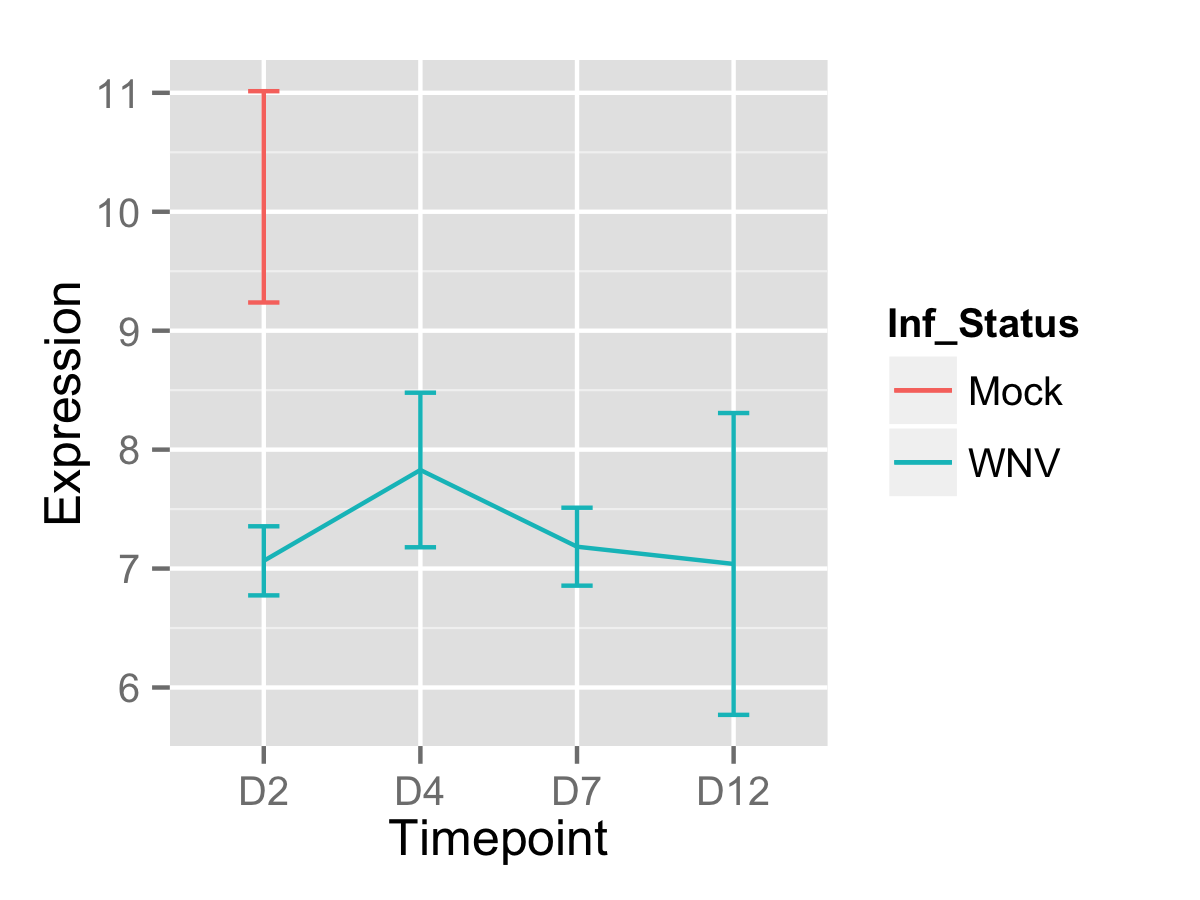 11
10
9
8
7
6
Expression
D2 D4 D7 D12
Timepoint
Inf_Status
Mock
WNV